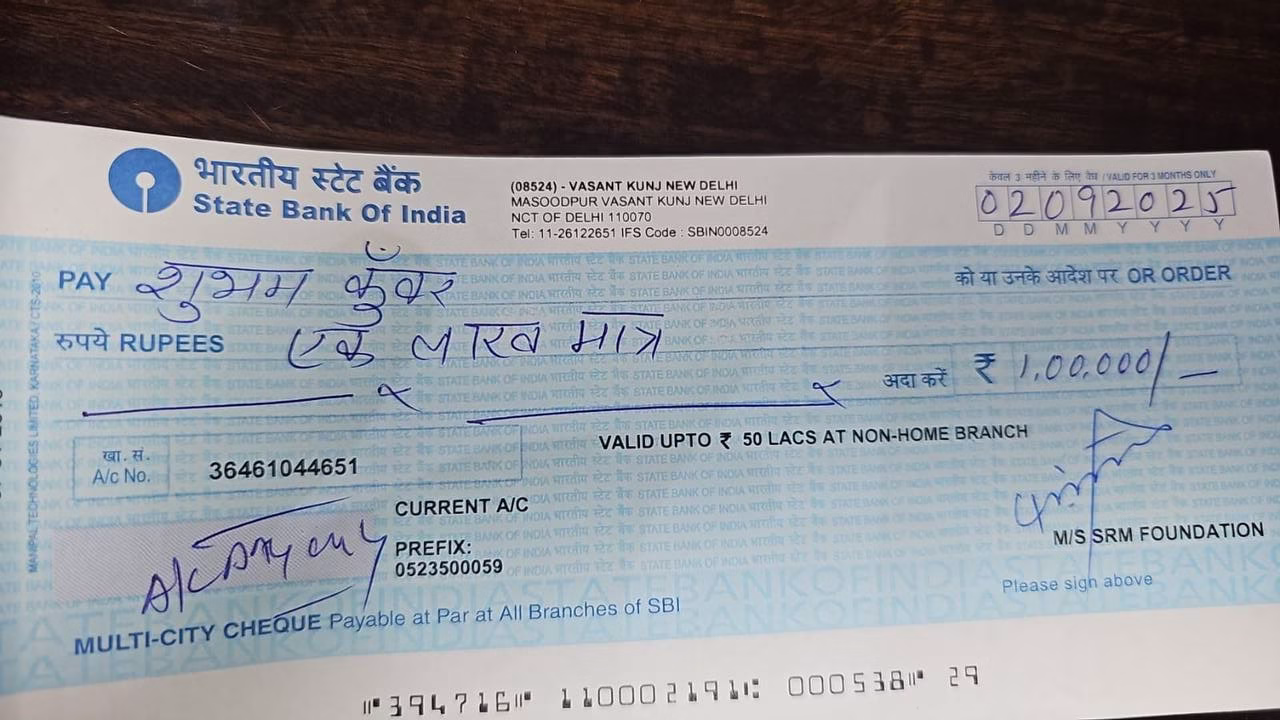 भारतीय स्टेट बैंक
State Bank Of India
(08524) - VASANT KUNJ NEW DELHI
MASOODPUR VASANT KUNJ NEW DELHI
NCT OF DELHI 110070
Tel: 11-26122651 IFS Code : SBIN0008524
केवल 3 महीने के लिए वैध / VALID FOR 3 MONTHS ONLY
02092025
D D M M Y Y Y Y
PAY शुभम कुँवर
को या उनके आदेश पर OR ORDER
रुपये RUPEES एक लाख मात्र
अदा करें ₹ 1,00,000/_
खा. सं.
A/c No.
36461044651
VALID UPTO ₹ 50 LACS AT NON-HOME BRANCH
CURRENT A/C
PREFIX:
0523500059
A/C Pay only
M/S SRM FOUNDATION
Please sign above
MULTI-CITY CHEQUE Payable at Par at All Branches of SBI
⑈394716⑈ 110002191⑆ 000538⑈ 29